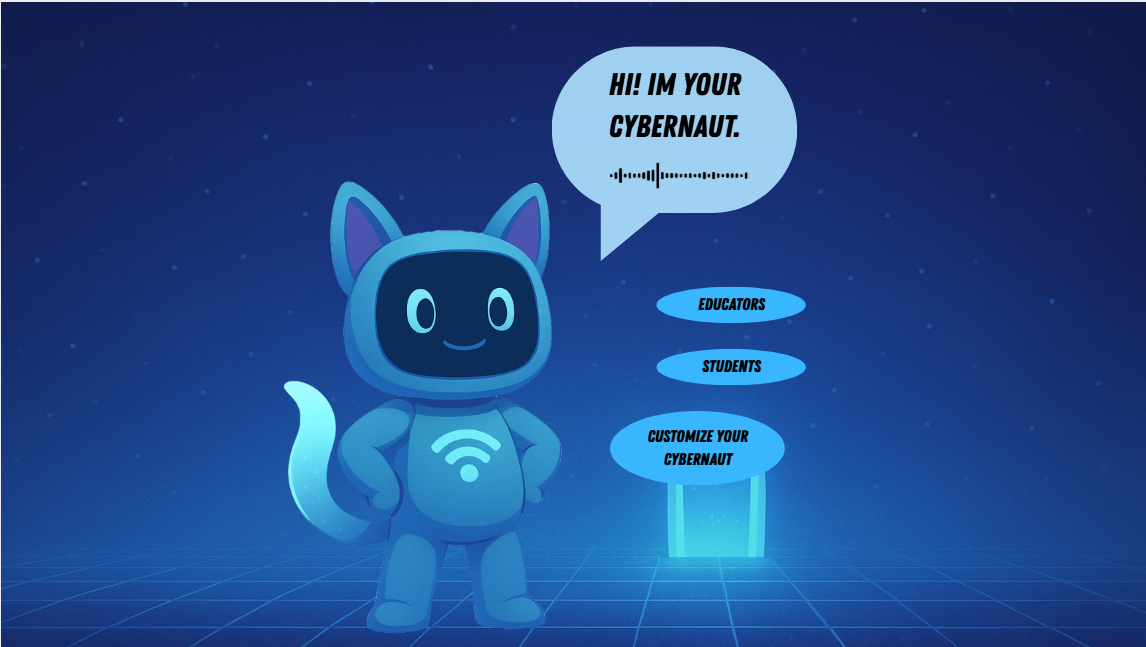 HI! IM YOUR
CYBERNAUT.
EDUCATORS
STUDENTS
CUSTOMIZE YOUR
CYBERNAUT